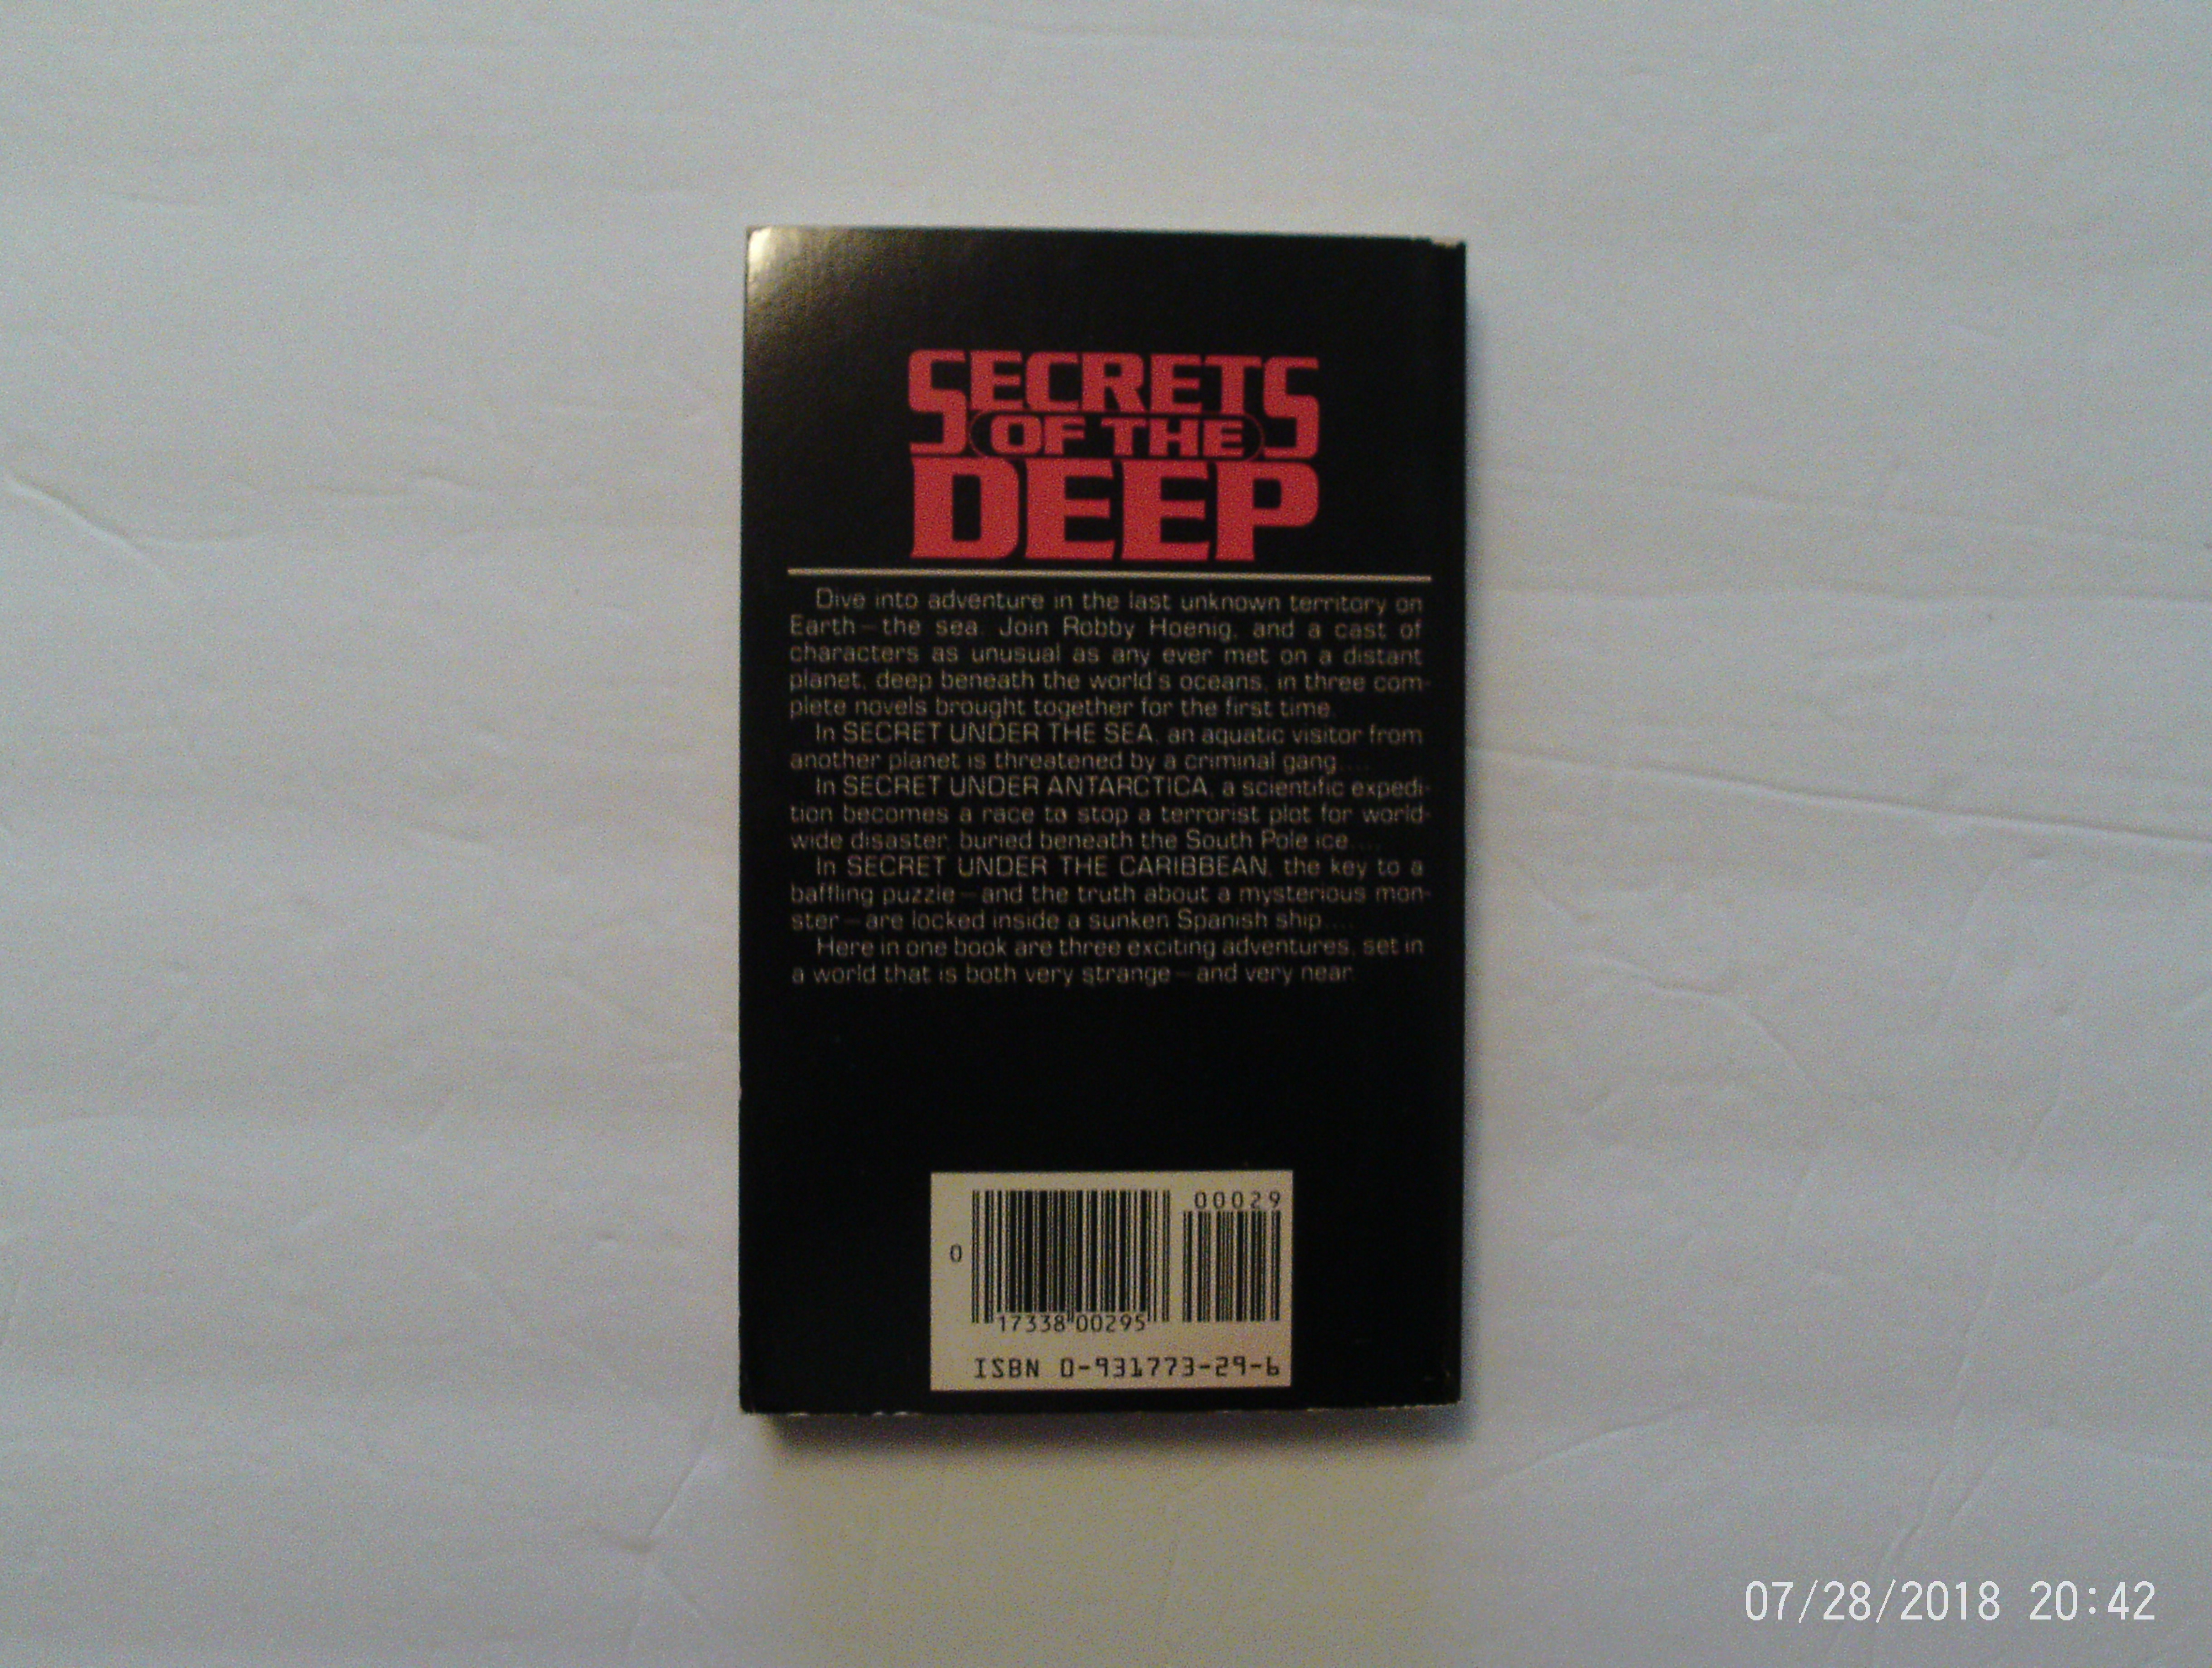 SECRETS
OF THE
DEEP
Dive into adventure in the last unknown territory on
Earth—the sea. Join Robby Hoenig, and a cast of
characters as unusual as any ever met on a distant
planet, deep beneath the world's oceans, in three com-
plete novels brought together for the first time.
In SECRET UNDER THE SEA, an aquatic visitor from
another planet is threatened by a criminal gang....
In SECRET UNDER ANTARCTICA, a scientific expedi-
tion becomes a race to stop a terrorist plot for world-
wide disaster, buried beneath the South Pole ice....
In SECRET UNDER THE CARIBBEAN, the key to a
baffling puzzle—and the truth about a mysterious mon-
ster—are locked inside a sunken Spanish ship....
Here in one book are three exciting adventures, set in
a world that is both very strange—and very near.
00029
0
17338 00295
ISBN 0-931773-29-6
07/28/2018 20:42